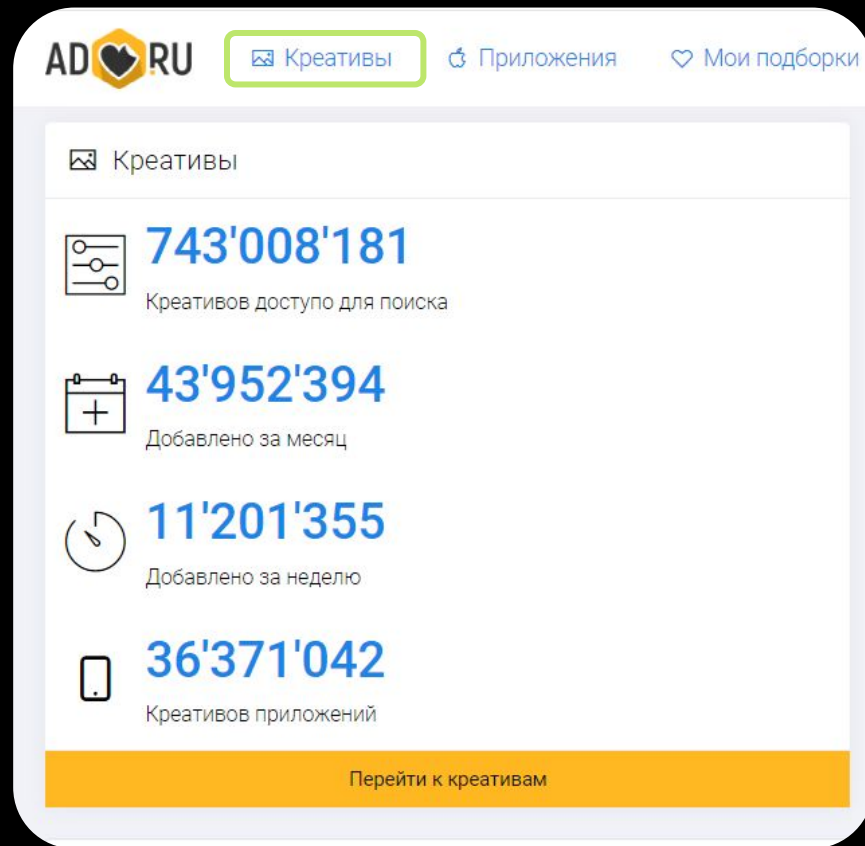 AD RU Креативы Приложения Мои подборки
Креативы
743'008'181
Креативов доступо для поиска
43'952'394
Добавлено за месяц
11'201'355
Добавлено за неделю
36'371'042
Креативов приложений
Перейти к креативам